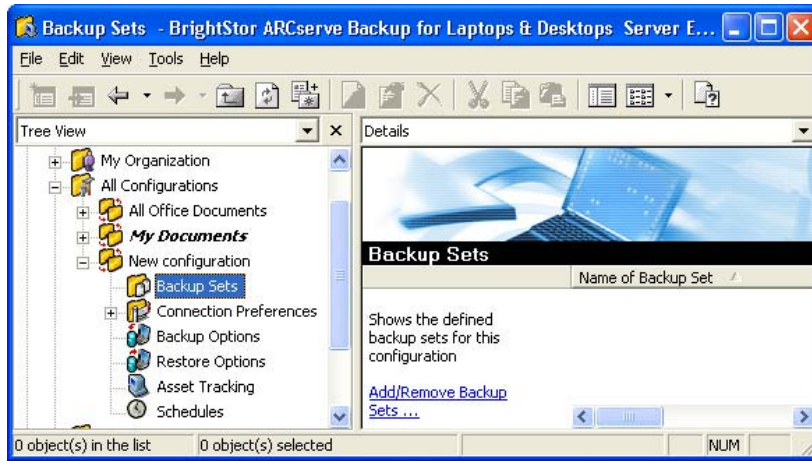 Backup Sets - BrightStor ARCserve Backup for Laptops & Desktops Server E...
File Edit View Tools Help
Tree View
Details
My Organization
All Configurations
All Office Documents
My Documents
New configuration
Backup Sets
Connection Preferences
Backup Options
Restore Options
Asset Tracking
Schedules
Backup Sets
Name of Backup Set
Shows the defined
backup sets for this
configuration
Add/Remove Backup
Sets ...
0 object(s) in the list 0 object(s) selected NUM